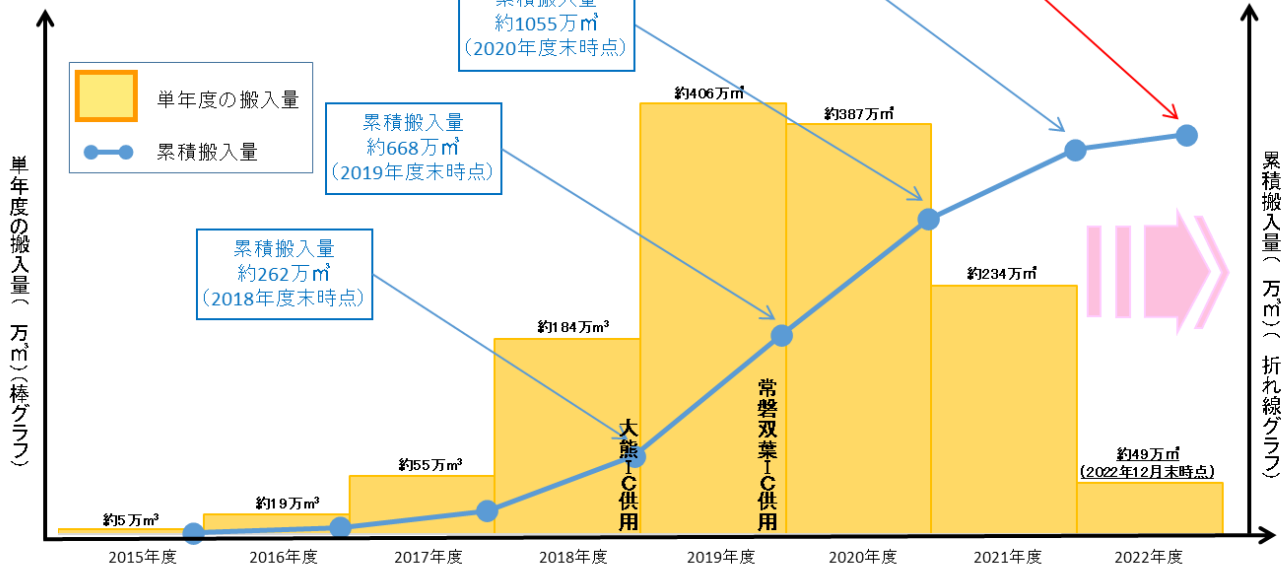 累積搬入量
約1055万㎥
(2020年度末時点)
単年度の搬入量
累積搬入量
累積搬入量
約668万㎥
(2019年度末時点)
累積搬入量
約262万㎥
(2018年度末時点)
約5万m³
約19万m³
約55万m³
約184万m³
約406万㎥
約387万㎥
約234万㎥
約49万㎥
(2022年12月末時点)
大熊IC供用
常磐双葉IC供用
単年度の搬入量(万㎥)(棒グラフ)
累積搬入量(万㎥)(折れ線グラフ)
2015年度
2016年度
2017年度
2018年度
2019年度
2020年度
2021年度
2022年度